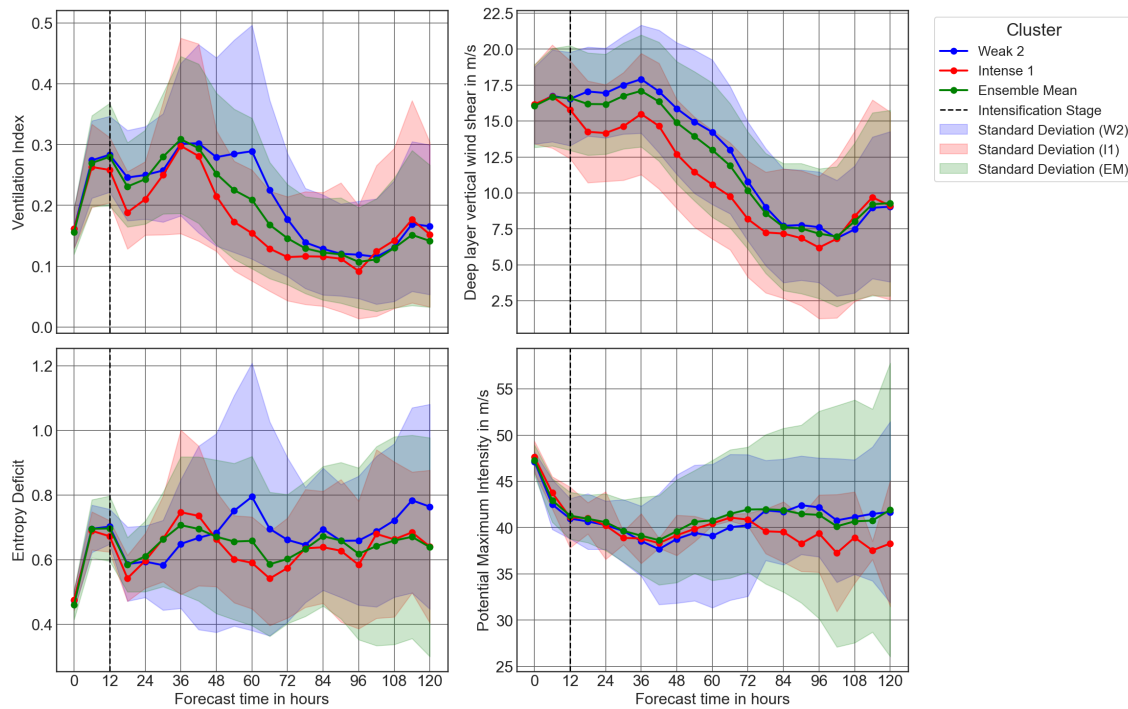 Ventilation Index
0.5
0.4
0.3
0.2
0.1
0.0
Deep layer vertical wind shear in m/s
22.5
20.0
17.5
15.0
12.5
10.0
7.5
5.0
2.5
Cluster
Weak 2
Intense 1
Ensemble Mean
Intensification Stage
Standard Deviation (W2)
Standard Deviation (I1)
Standard Deviation (EM)
Entropy Deficit
1.2
1.0
0.8
0.6
0.4
0 12 24 36 48 60 72 84 96 108 120
Forecast time in hours
Potential Maximum Intensity in m/s
55
50
45
40
35
30
25
0 12 24 36 48 60 72 84 96 108 120
Forecast time in hours